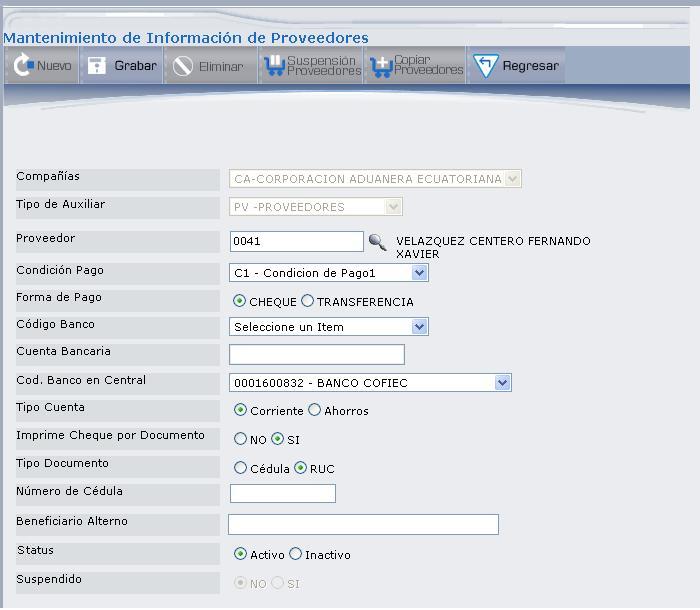 Mantenimiento de Información de Proveedores
Nuevo
Grabar
Eliminar
Suspensión
Proveedores
Copiar
Proveedores
Regresar
Compañías
CA-CORPORACION ADUANERA ECUATORIANA
Tipo de Auxiliar
PV -PROVEEDORES
Proveedor
0041
VELAZQUEZ CENTERO FERNANDO
XAVIER
Condición Pago
C1 - Condicion de Pago1
Forma de Pago
CHEQUE TRANSFERENCIA
Código Banco
Seleccione un Item
Cuenta Bancaria
Cod. Banco en Central
0001600832 - BANCO COFIEC
Tipo Cuenta
Corriente Ahorros
Imprime Cheque por Documento
NO SI
Tipo Documento
Cédula RUC
Número de Cédula
Beneficiario Alterno
Status
Activo Inactivo
Suspendido
NO SI